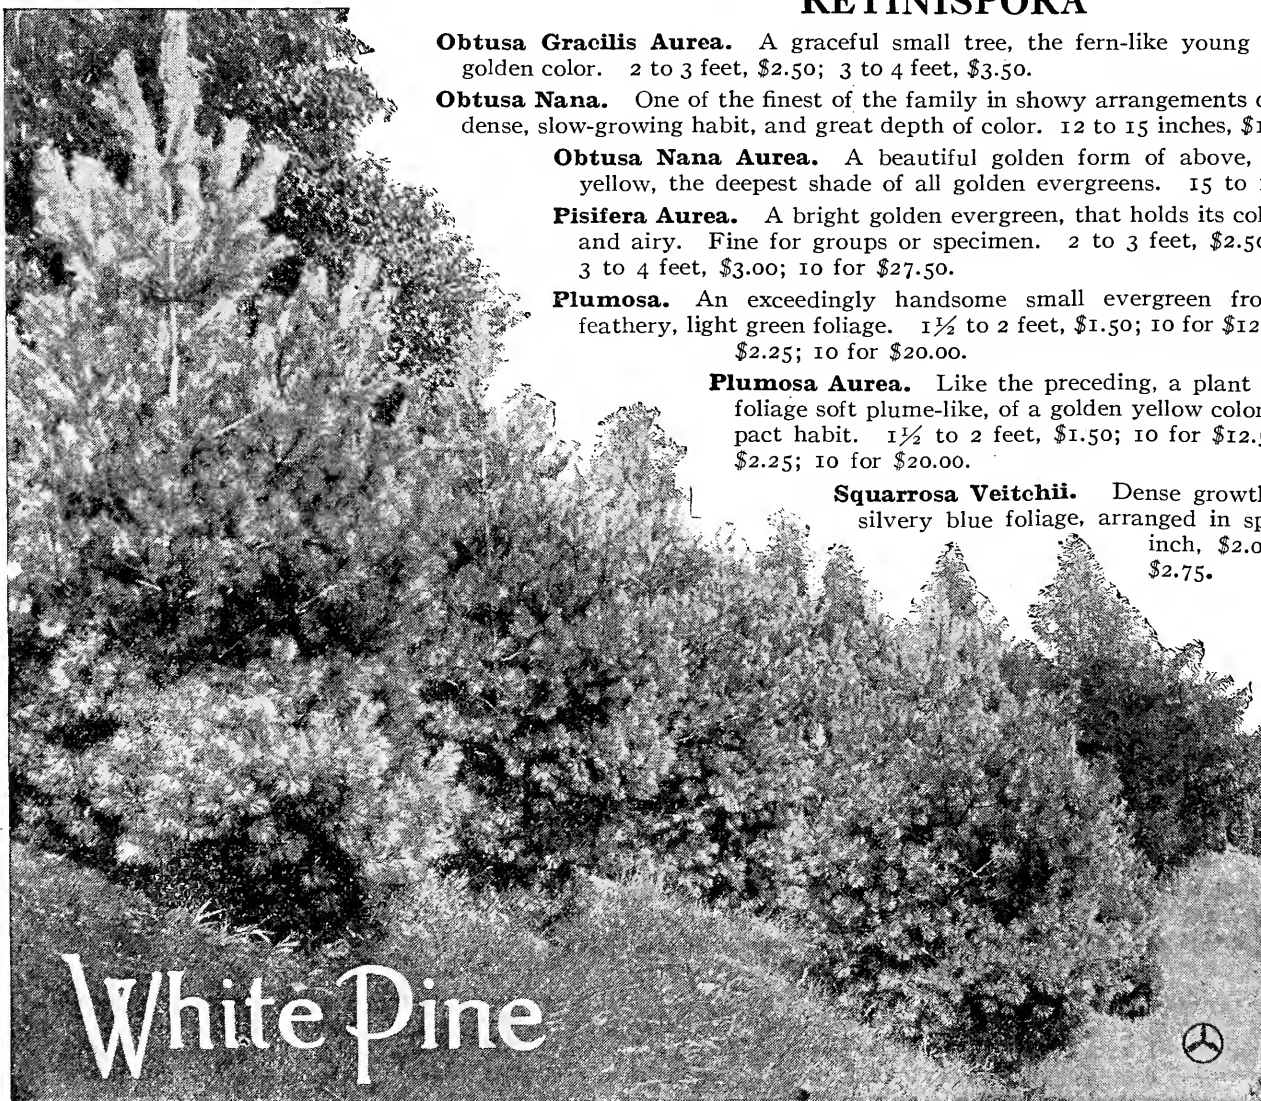 RETINISPORA
Obtusa Gracilis Aurea. A graceful small tree, the fern-like young
golden color. 2 to 3 feet, $2.50; 3 to 4 feet, $3.50.
Obtusa Nana. One of the finest of the family in showy arrangements
dense, slow-growing habit, and great depth of color. 12 to 15 inches,
Obtusa Nana Aurea. A beautiful golden form of above,
yellow, the deepest shade of all golden evergreens. 15 to
Pisifera Aurea. A bright golden evergreen, that holds its
and airy. Fine for groups or specimen. 2 to 3 feet, $2.50
3 to 4 feet, $3.00; 10 for $27.50.
Plumosa. An exceedingly handsome small evergreen
feathery, light green foliage. 1½ to 2 feet, $1.50; 10 for $12
$2.25; 10 for $20.00.
Plumosa Aurea. Like the preceding, a plant
foliage soft plume-like, of a golden yellow color
pact habit. 1½ to 2 feet, $1.50; 10 for $12.
$2.25; 10 for $20.00.
Squarrosa Veitchii. Dense
silvery blue foliage, arranged in
inch, $2.0
$2.75.
White Pine